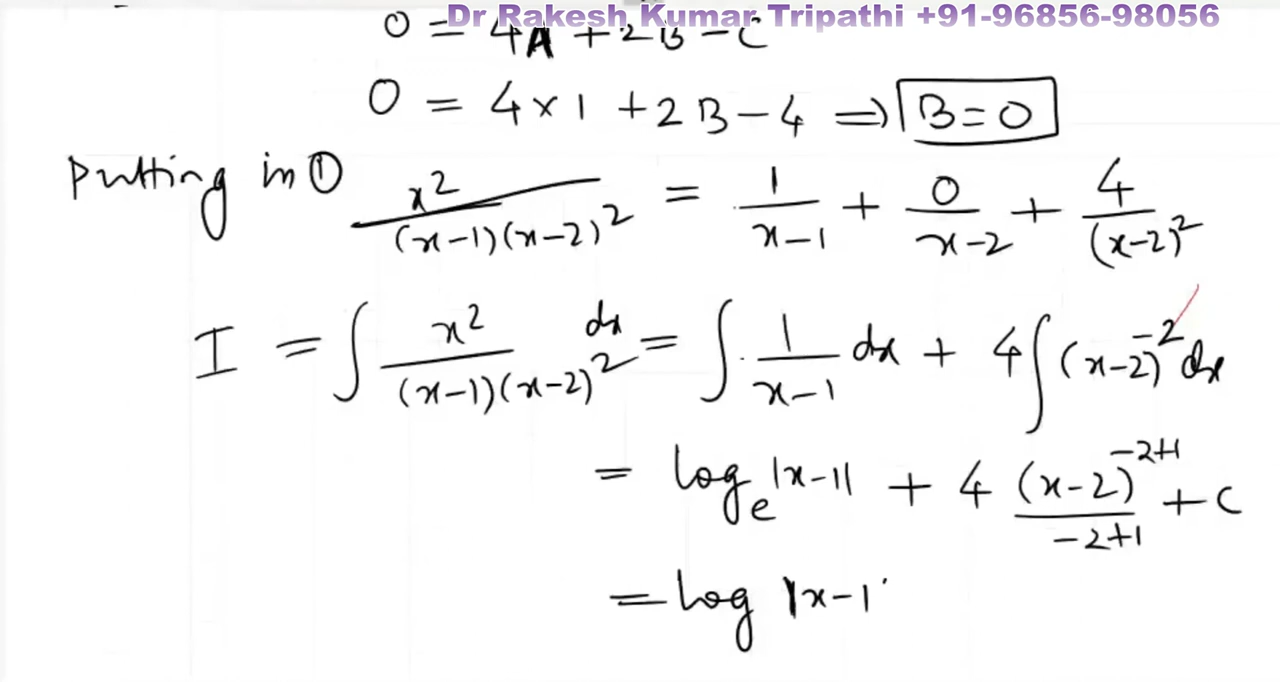 Dr Rakesh Kumar Tripathi +91-96856-98056
0 = 4A + 2B - C
0 = 4 × 1 + 2B - 4 ⇒ B = 0
Putting in ① x²/((x-1)(x-2)²) = 1/(x-1) + 0/(x-2) + 4/(x-2)²
I = ∫ x²/((x-1)(x-2)²) dx = ∫ 1/(x-1) dx + 4∫(x-2)⁻² dx
= logₑ|x-1| + 4 (x-2)⁻²⁺¹/(-2+1) + C
= log |x-1